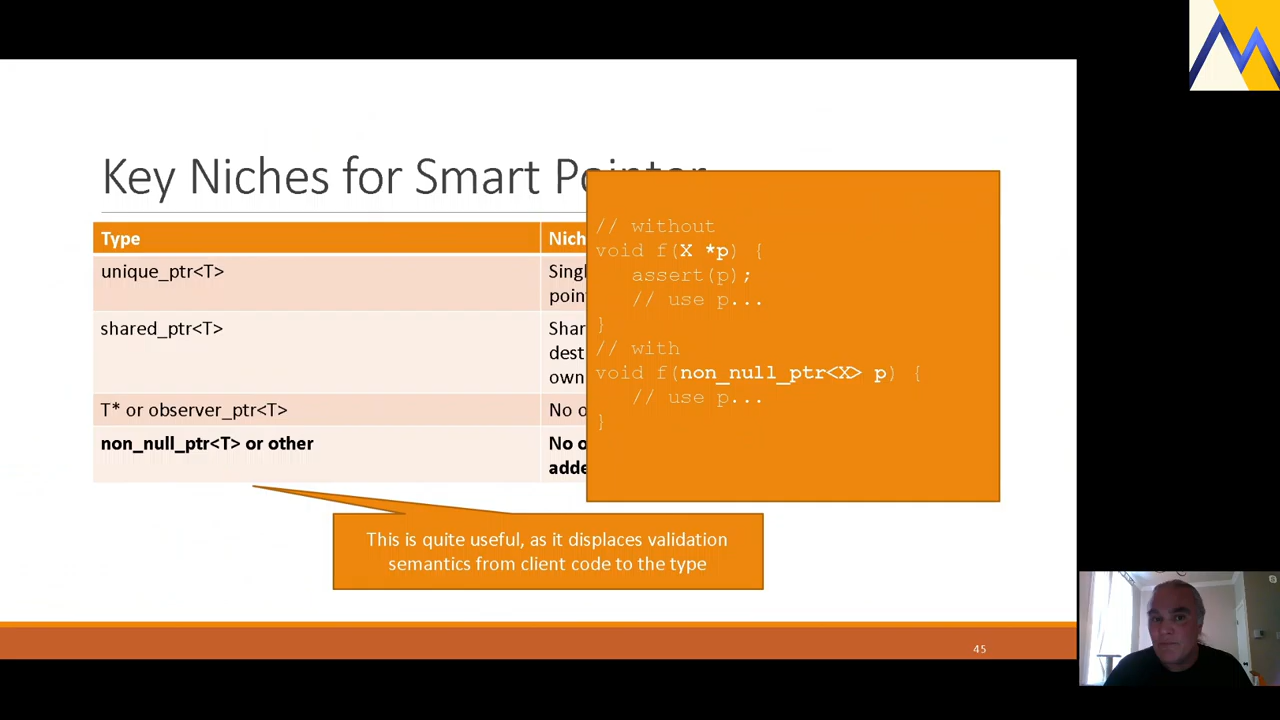 Key Niches for Smart Pointer
Type
Nich
unique_ptr<T>
Singl
poin
shared_ptr<T>
Shar
dest
own
T* or observer_ptr<T>
No o
non_null_ptr<T> or other
No o
adde
// without
void f(X *p) {
assert(p);
// use p...
}
// with
void f(non_null_ptr<X> p) {
// use p...
}
This is quite useful, as it displaces validation
semantics from client code to the type
45